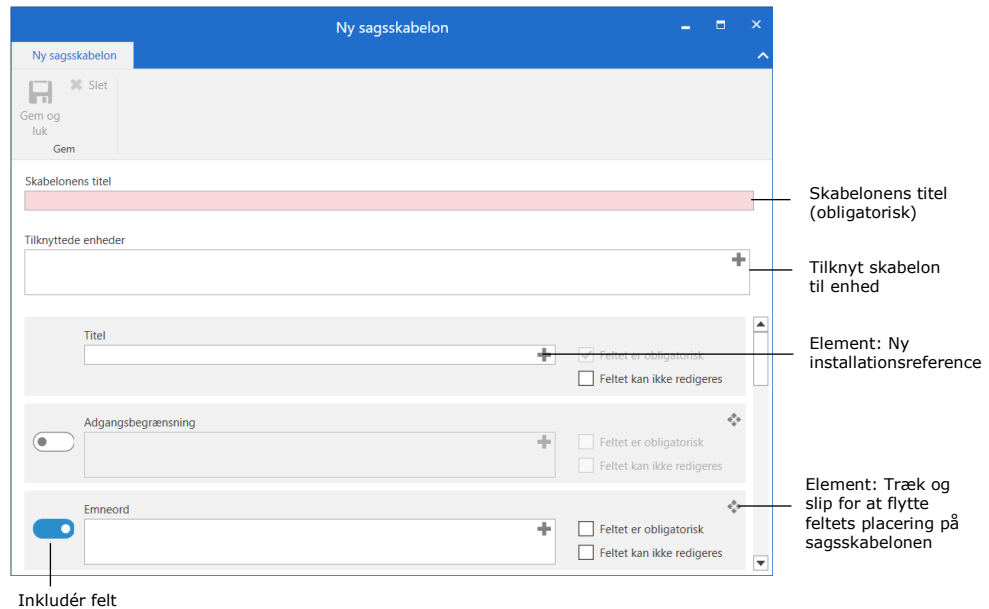 Ny sagsskabelon
Ny sagsskabelon
Slet
Gem og
luk
Gem
Skabelonens titel
Skabelonens titel
(obligatorisk)
Tilknyttede enheder
Tilknyt skabelon
til enhed
Titel
Feltet er obligatorisk
Feltet kan ikke redigeres
Element: Ny
installationsreference
Adgangsbegrænsning
Feltet er obligatorisk
Feltet kan ikke redigeres
Emneord
Feltet er obligatorisk
Feltet kan ikke redigeres
Element: Træk og
slip for at flytte
feltets placering på
sagsskabelonen
Inkludér felt